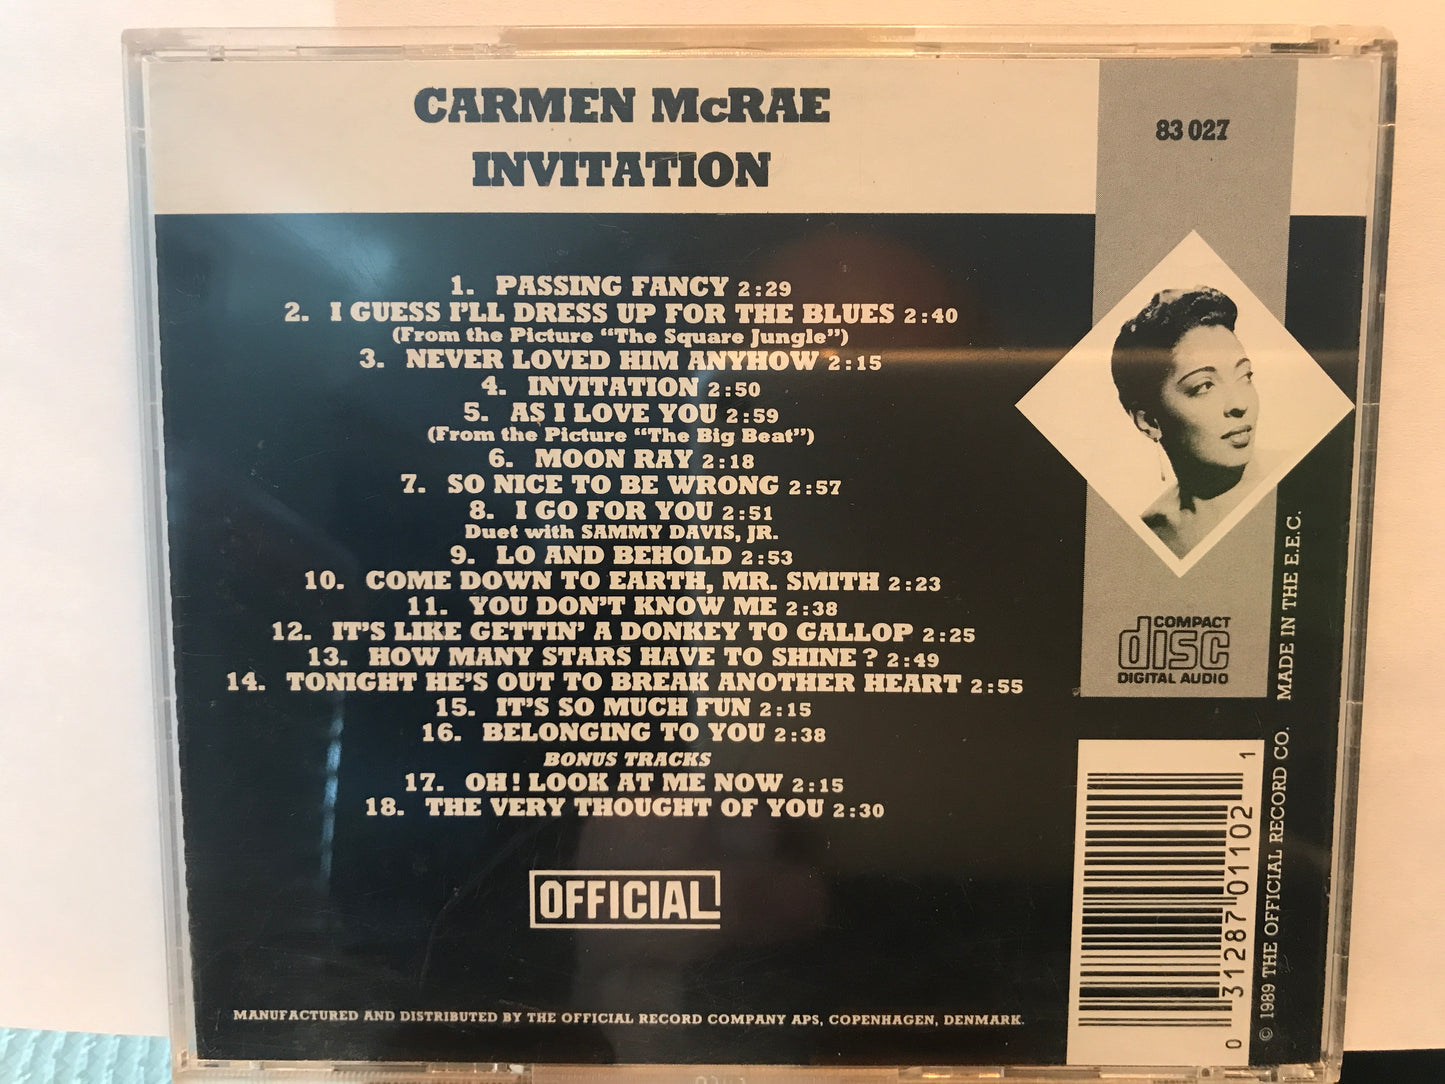 CARMEN McRAE
INVITATION
83 027
1. PASSING FANCY 2:29
2. I GUESS I'LL DRESS UP FOR THE BLUES 2:40
(From the Picture "The Square Jungle")
3. NEVER LOVED HIM ANYHOW 2:15
4. INVITATION 2:50
5. AS I LOVE YOU 2:59
(From the Picture "The Big Beat")
6. MOON RAY 2:18
7. SO NICE TO BE WRONG 2:57
8. I GO FOR YOU 2:51
Duet with SAMMY DAVIS, JR.
9. LO AND BEHOLD 2:53
10. COME DOWN TO EARTH, MR. SMITH 2:23
11. YOU DON'T KNOW ME 2:38
12. IT'S LIKE GETTIN' A DONKEY TO GALLOP 2:25
13. HOW MANY STARS HAVE TO SHINE? 2:49
14. TONIGHT HE'S OUT TO BREAK ANOTHER HEART 2:55
15. IT'S SO MUCH FUN 2:15
16. BELONGING TO YOU 2:38
BONUS TRACKS
17. OH! LOOK AT ME NOW 2:15
18. THE VERY THOUGHT OF YOU 2:30
OFFICIAL
MANUFACTURED AND DISTRIBUTED BY THE OFFICIAL RECORD COMPANY APS, COPENHAGEN, DENMARK.
COMPACT
disc
DIGITAL AUDIO
0 31287 01102 1
© 1989 THE OFFICIAL RECORD CO. MADE IN THE E.E.C.